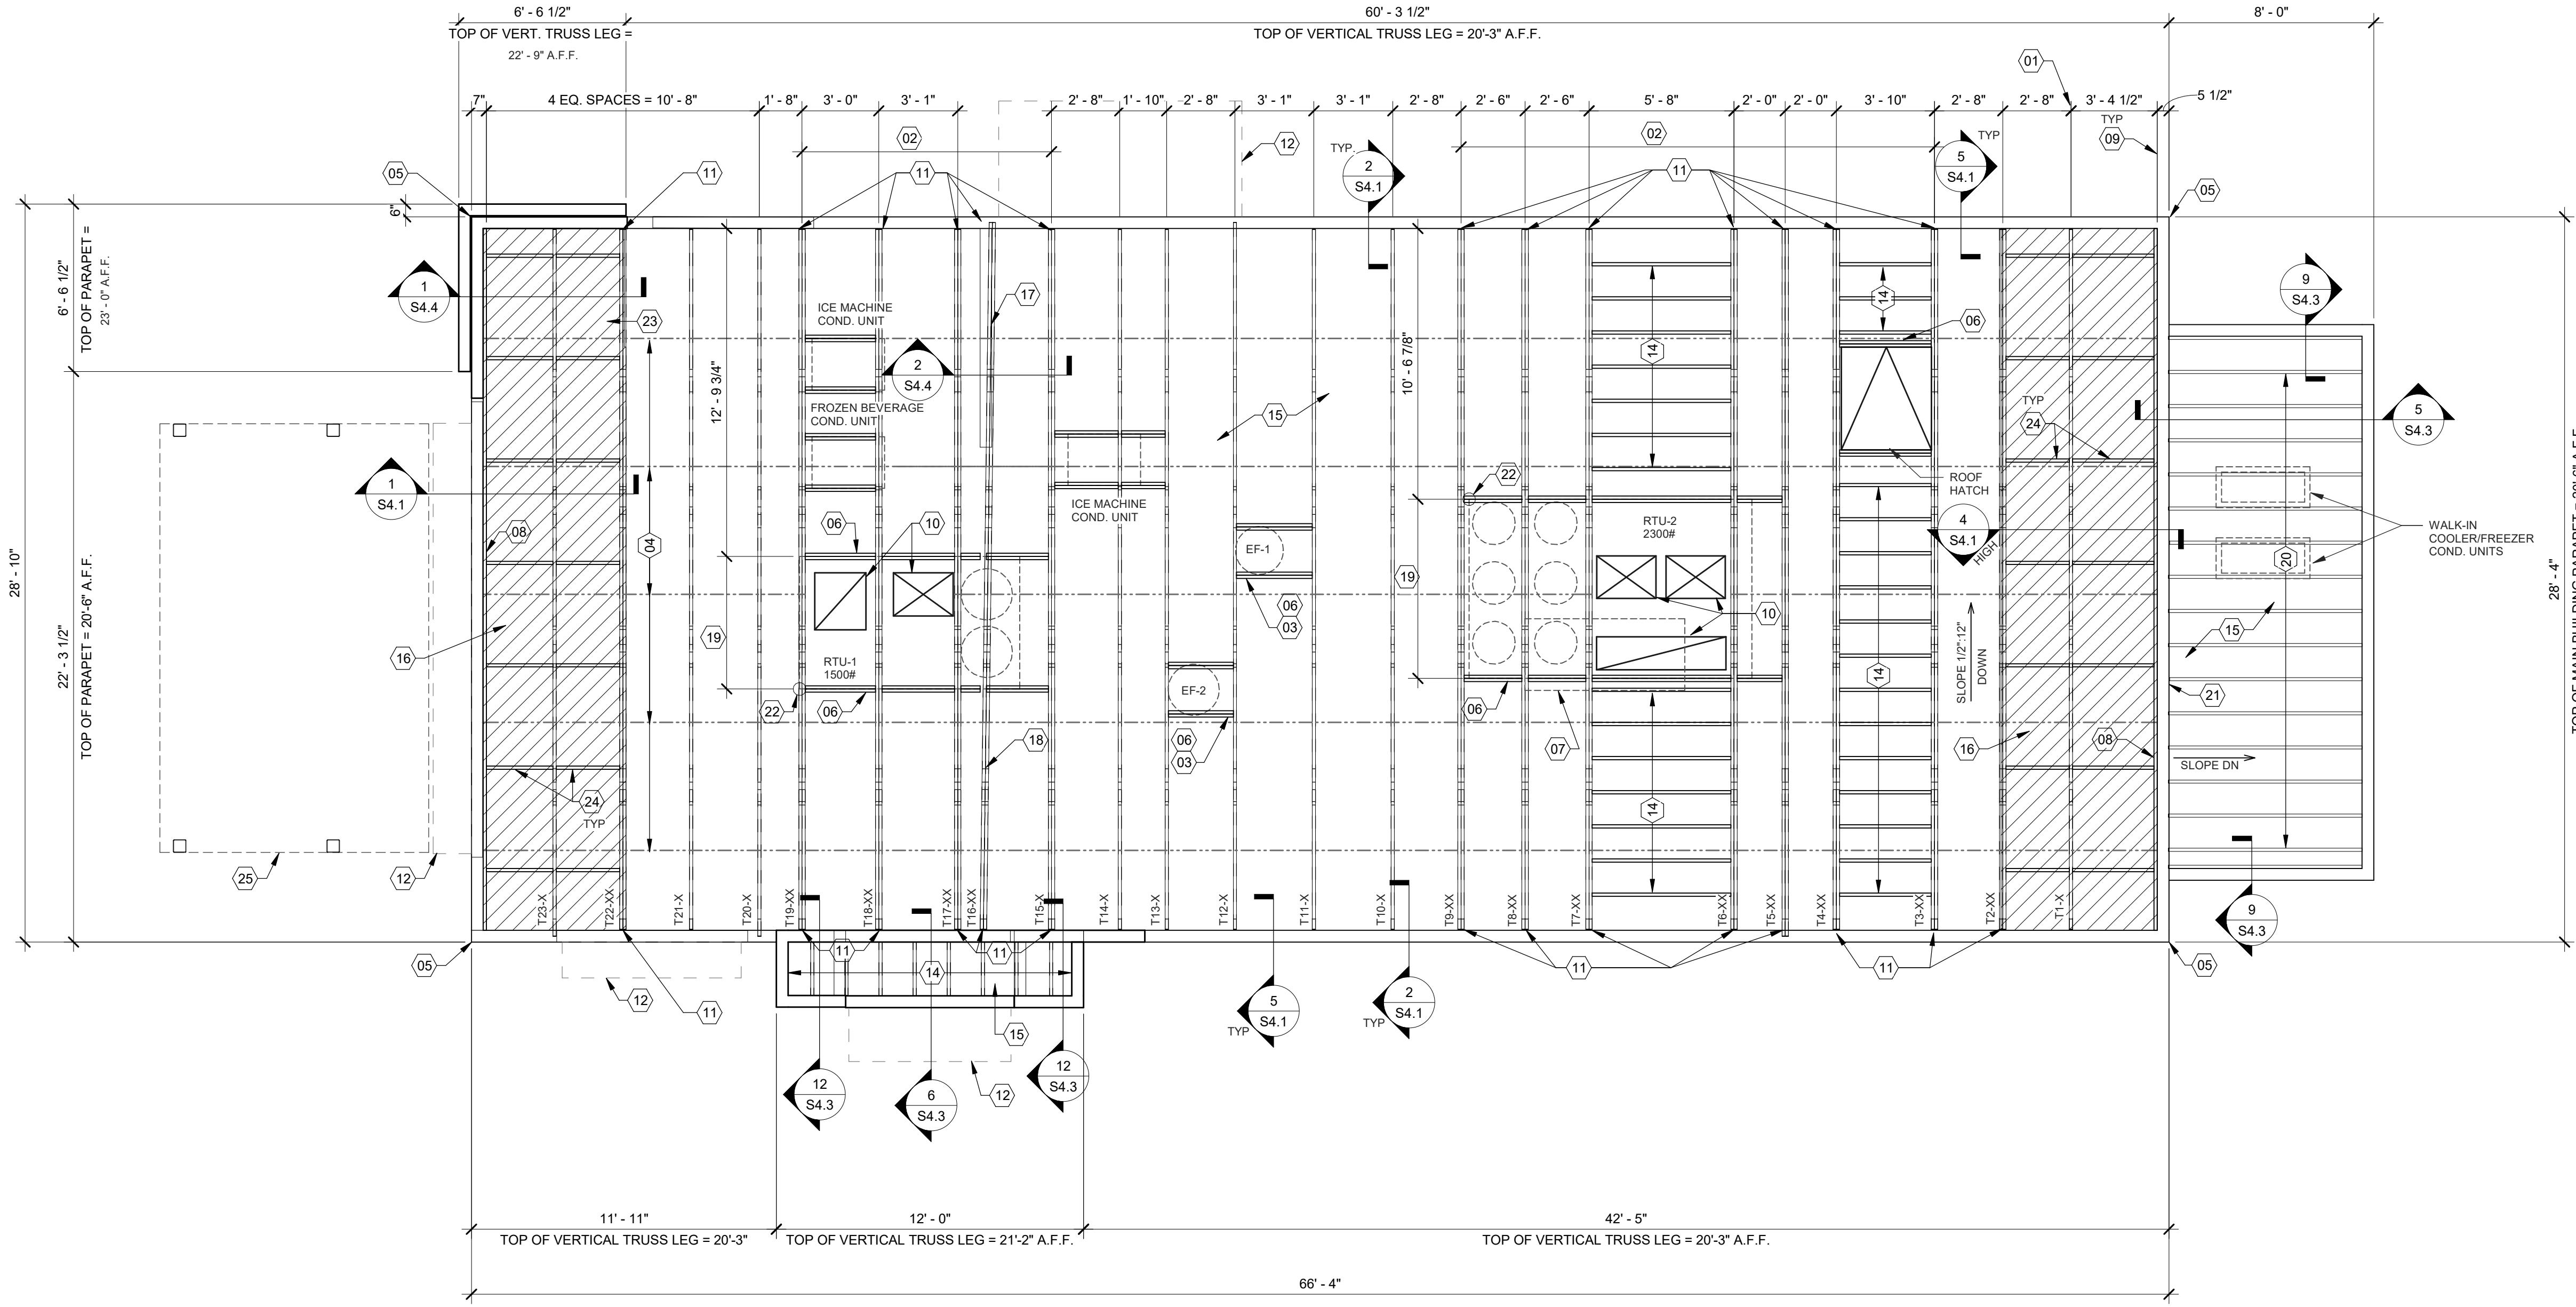 6' - 6 1/2"
60' - 3 1/2"
8' - 0"
TOP OF VERT. TRUSS LEG =
22' - 9" A.F.F.
TOP OF VERTICAL TRUSS LEG = 20'-3" A.F.F.
01
7"
4 EQ. SPACES = 10' - 8"
1' - 8"
3' - 0"
3' - 1"
2' - 8"
1' - 10"
2' - 8"
3' - 1"
3' - 1"
2' - 8"
2' - 6"
2' - 6"
5' - 8"
2' - 0"
2' - 0"
3' - 10"
2' - 8"
2' - 8"
3' - 4 1/2"
5 1/2"
TYP
09
02
12
02
TYP.
2
S4.1
5
S4.1
TYP
05
11
11
11
05
6"
6' - 6 1/2"
TOP OF PARAPET =
23' - 0" A.F.F.
28' - 10"
22' - 3 1/2"
TOP OF PARAPET = 20'-6" A.F.F.
1
S4.4
23
17
ICE MACHINE
COND. UNIT
2
S4.4
12' - 9 3/4"
FROZEN BEVERAGE
COND. UNIT
15
10' - 6 7/8"
14
14
06
9
S4.3
TYP
24
5
S4.3
1
S4.1
08
04
06
10
ICE MACHINE
COND. UNIT
22
RTU-2
2300#
ROOF
HATCH
4
S4.1
HIGH
WALK-IN
COOLER/FREEZER
COND. UNITS
20
EF-1
06
03
19
10
28' - 4"
19
16
RTU-1
1500#
22
06
EF-2
06
03
18
06
07
14
14
SLOPE 1/2":12"
DOWN
16
08
15
21
SLOPE DN
24
TYP
25
12
T23-X
T22-XX
T21-X
T20-X
T19-XX
T18-XX
T17-XX
T16-XX
T15-X
T14-X
T13-X
T12-X
T11-X
T10-X
T9-XX
T8-XX
T7-XX
T6-XX
T5-XX
T4-XX
T3-XX
T2-XX
T1-X
9
S4.3
05
12
11
11
14
11
15
5
S4.1
TYP
2
S4.1
TYP
11
11
05
12
S4.3
6
S4.3
12
S4.3
12
11' - 11"
12' - 0"
42' - 5"
TOP OF VERTICAL TRUSS LEG = 20'-3"
TOP OF VERTICAL TRUSS LEG = 21'-2" A.F.F.
TOP OF VERTICAL TRUSS LEG = 20'-3" A.F.F.
66' - 4"